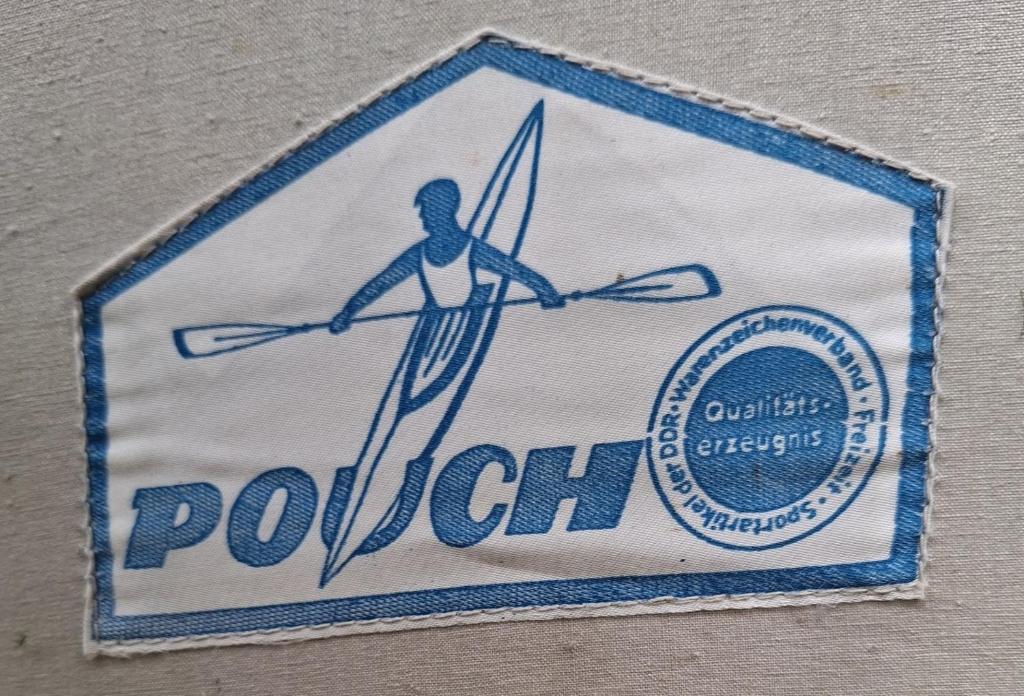 POUCH
Warenzeichenverband · Freizeit · Sportartikel der DDR ·
Qualitäts-
erzeugnis